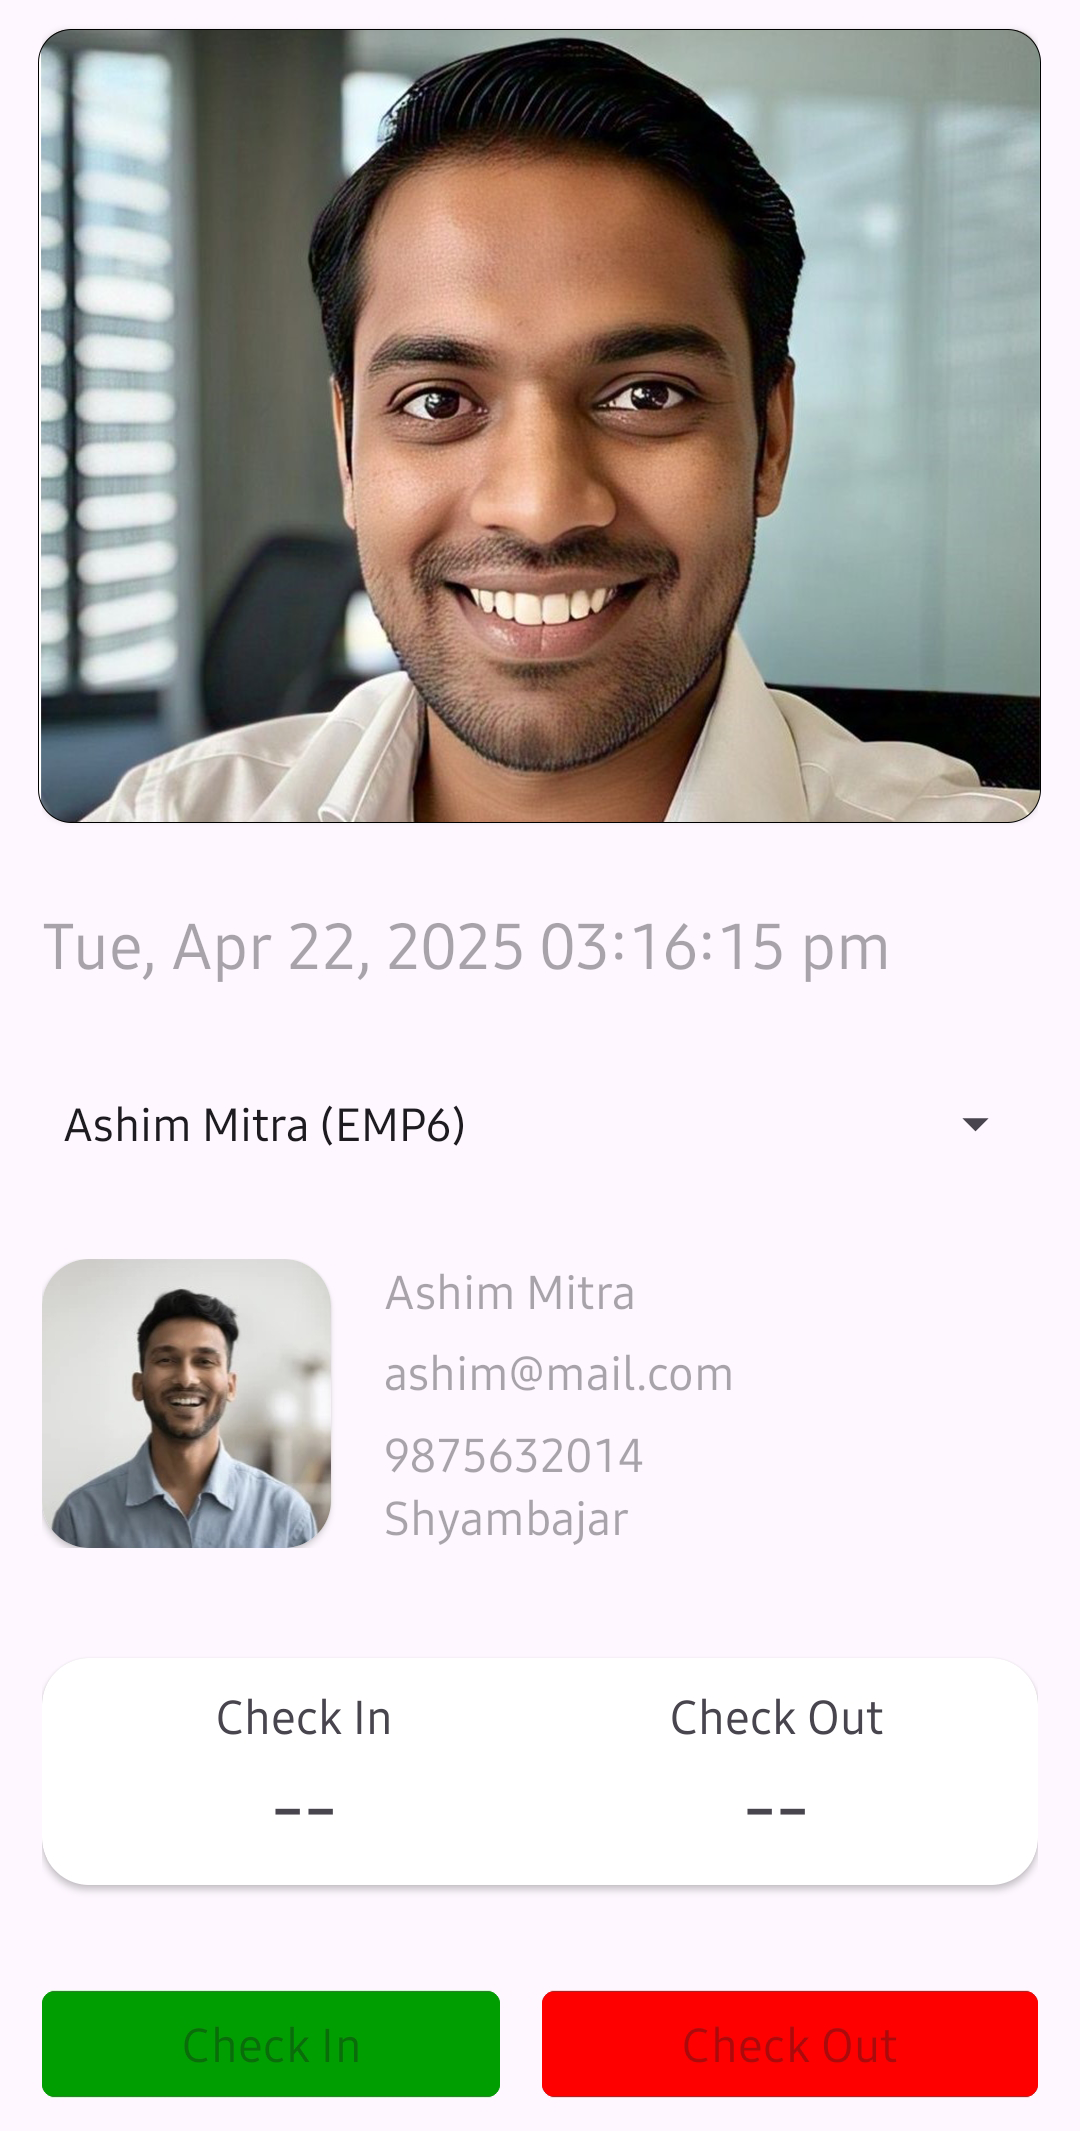 Tue, Apr 22, 2025 03:16:15 pm
Ashim Mitra (EMP6)
Ashim Mitra
ashim@mail.com
9875632014
Shyambajar
Check In Check Out
-- --
Check In Check Out